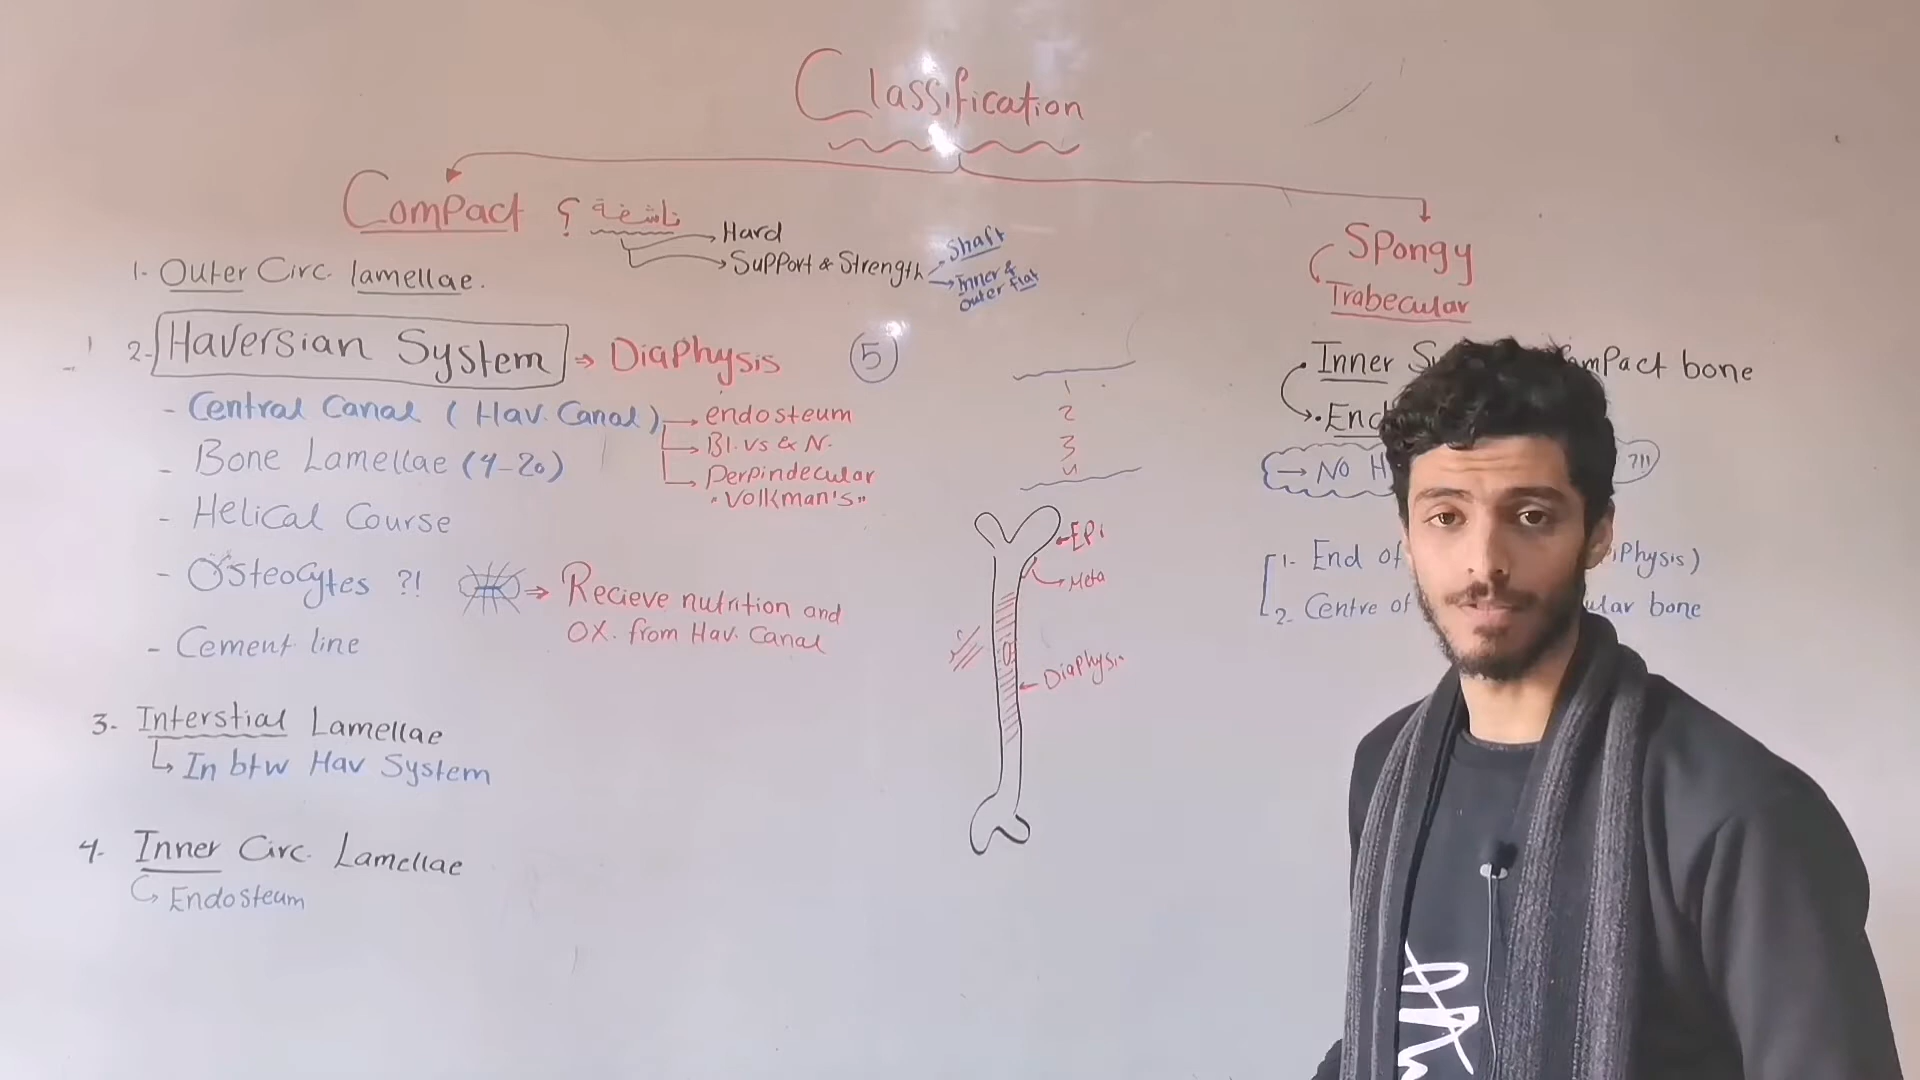 Classification
Compact ؟ ناشفة
Hard
Support & Strength
Shaft
Inner &
Outer flat
1- Outer Circ. lamellae.
2- Haversian System ⇒ Diaphysis
5
- Central Canal (Hav. Canal)
endosteum
Bl. vs & N.
Perpindecular
"Volkman's"
- Bone Lamellae (4-20)
- Helical Course
- Osteocytes ?! ⇒ Recieve nutrition and
OX. from Hav. Canal
- Cement line
3- Interstial Lamellae
In btw Hav System
4- Inner Circ. Lamellae
Endosteum
1
2
3
4
EPi
Meta
Diaphysi
Spongy
Trabecular
Inner mpact bone
→ No H ?!!
1- End of iphysis)
2- Centre of ular bone